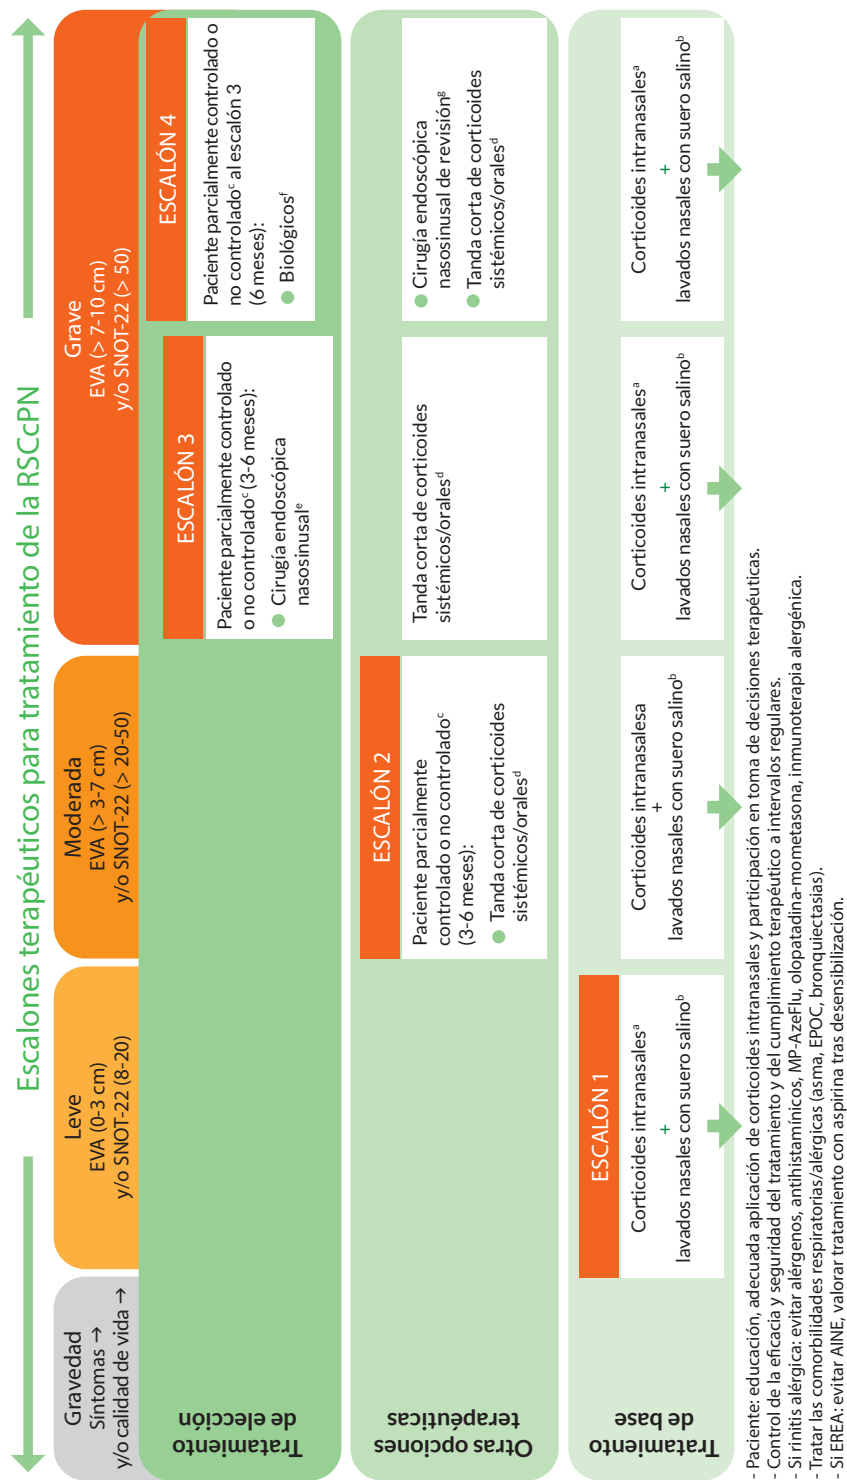 Escalones terapéuticos para tratamiento de la RSCcPN
Gravedad
Síntomas →
y/o calidad de vida →
Leve
EVA (0-3 cm)
y/o SNOT-22 (8-20)
Moderada
EVA (> 3-7 cm)
y/o SNOT-22 (> 20-50)
Grave
EVA (> 7-10 cm)
y/o SNOT-22 (> 50)
Tratamiento
de elección
ESCALÓN 3
Paciente parcialmente controlado
o no controladoᶜ (3-6 meses):
● Cirugía endoscópica
nasosinusalᵉ
ESCALÓN 4
Paciente parcialmente controlado o
no controladoᶜ al escalón 3
(6 meses):
● Biológicosᶠ
Otras opciones
terapéuticas
ESCALÓN 2
Paciente parcialmente
controlado o no controladoᶜ
(3-6 meses):
● Tanda corta de corticoides
sistémicos/oralesᵈ
Tanda corta de corticoides
sistémicos/oralesᵈ
● Cirugía endoscópica
nasosinusal de revisiónᵍ
● Tanda corta de corticoides
sistémicos/oralesᵈ
Tratamiento
de base
ESCALÓN 1
Corticoides intranasalesᵃ
+
lavados nasales con suero salinoᵇ
Corticoides intranasalesa
+
lavados nasales con suero salinoᵇ
Corticoides intranasalesᵃ
+
lavados nasales con suero salinoᵇ
Corticoides intranasalesᵃ
+
lavados nasales con suero salinoᵇ
- Paciente: educación, adecuada aplicación de corticoides intranasales y participación en toma de decisiones terapéuticas.
- Control de la eficacia y seguridad del tratamiento y del cumplimiento terapéutico a intervalos regulares.
- Si rinitis alérgica: evitar alérgenos, antihistamínicos, MP-AzeFlu, olopatadina-mometasona, inmunoterapia alergénica.
- Tratar las comorbilidades respiratorias/alérgicas (asma, EPOC, bronquiectasias).
- Si EREA: evitar AINE, valorar tratamiento con aspirina tras desensibilización.